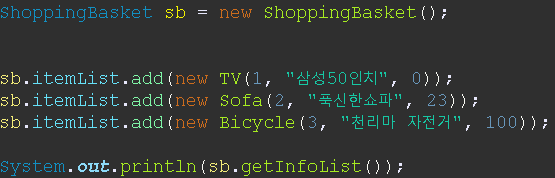 ShoppingBasket sb = new ShoppingBasket();
sb.itemList.add(new TV(1, "삼성50인치", 0));
sb.itemList.add(new Sofa(2, "푹신한쇼파", 23));
sb.itemList.add(new Bicycle(3, "천리마 자전거", 100));
System.out.println(sb.getInfoList());